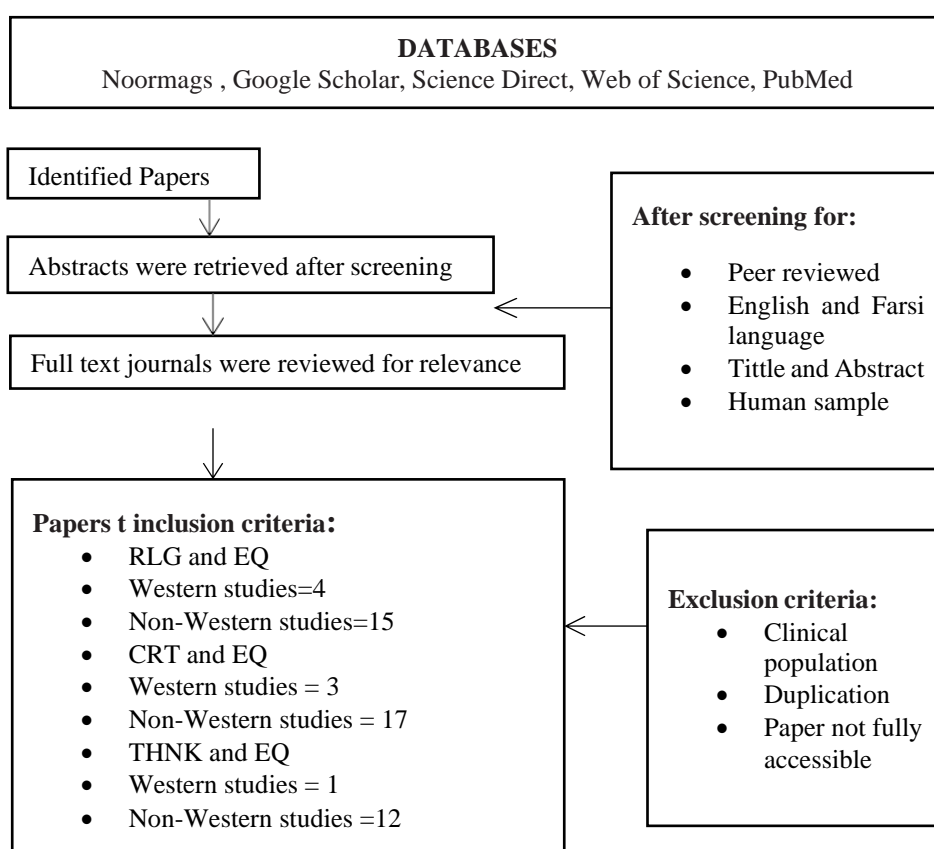 DATABASES
Noormags , Google Scholar, Science Direct, Web of Science, PubMed
Identified Papers
Abstracts were retrieved after screening
Full text journals were reviewed for relevance
After screening for:
• Peer reviewed
• English and Farsi
language
• Tittle and Abstract
• Human sample
Papers t inclusion criteria:
• RLG and EQ
• Western studies=4
• Non-Western studies=15
• CRT and EQ
• Western studies = 3
• Non-Western studies = 17
• THNK and EQ
• Western studies = 1
• Non-Western studies =12
Exclusion criteria:
• Clinical
population
• Duplication
• Paper not fully
accessible